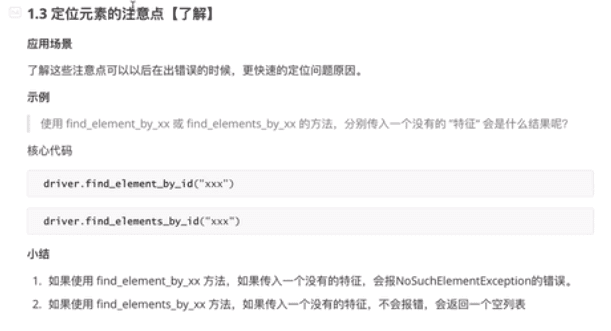 1.3 定位元素的注意点【了解】
应用场景
了解这些注意点可以以后在出错误的时候，更快速的定位问题原因。
示例
使用 find_element_by_xx 或 find_elements_by_xx 的方法，分别传入一个没有的 “特征” 会是什么结果呢?
核心代码
driver.find_element_by_id("xxx")
driver.find_elements_by_id("xxx")
小结
1. 如果使用 find_element_by_xx 方法，如果传入一个没有的特征，会报NoSuchElementException的错误。
2. 如果使用 find_elements_by_xx 方法，如果传入一个没有的特征，不会报错，会返回一个空列表